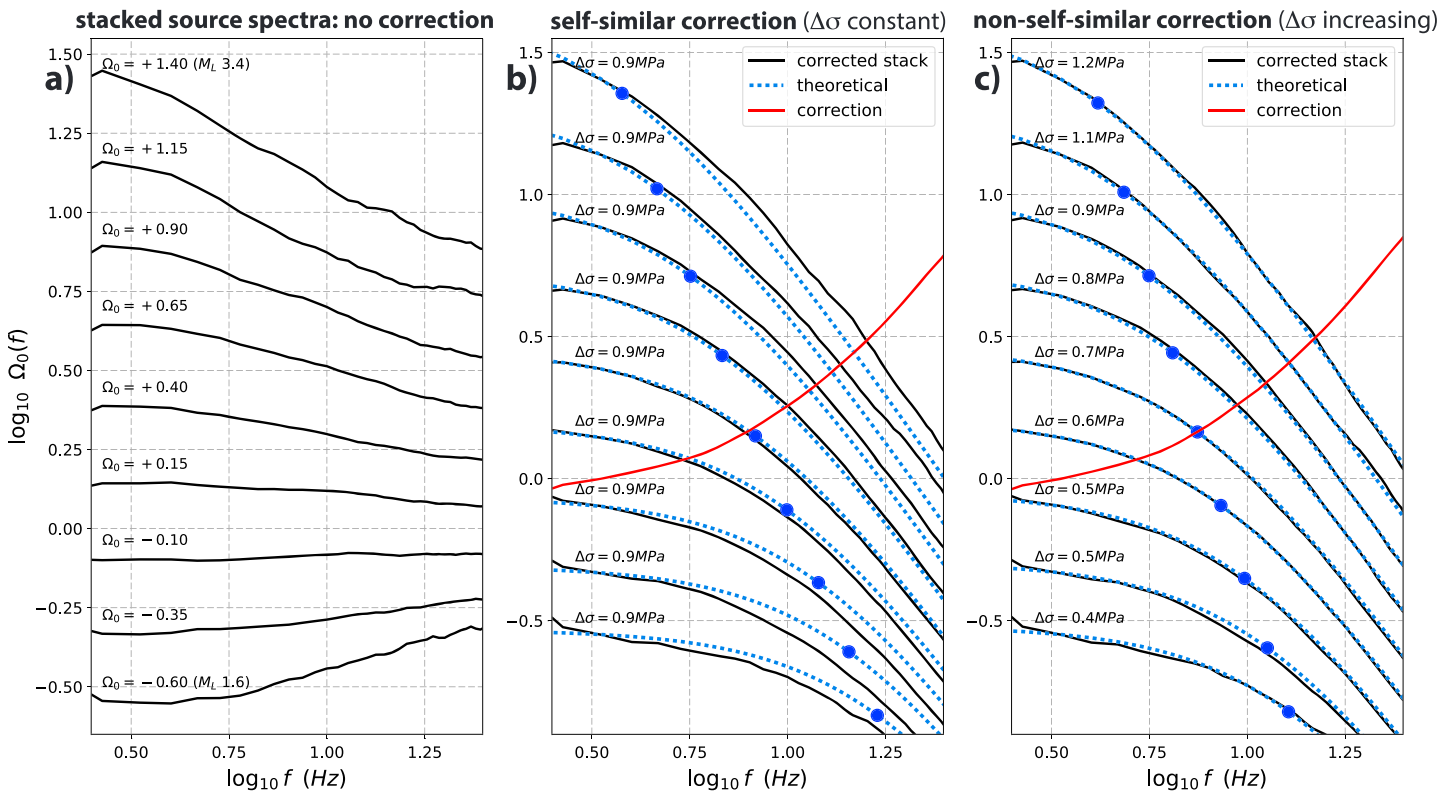 stacked source spectra: no correction
a)
Ω₀ = +1.40 (M_L 3.4)
Ω₀ = +1.15
Ω₀ = +0.90
Ω₀ = +0.65
Ω₀ = +0.40
Ω₀ = +0.15
Ω₀ = −0.10
Ω₀ = −0.35
Ω₀ = −0.60 (M_L 1.6)
1.50
1.25
1.00
0.75
0.50
0.25
0.00
−0.25
−0.50
log₁₀ Ω₀(f)
0.50 0.75 1.00 1.25
log₁₀ f (Hz)
self-similar correction (Δσ constant)
b)
corrected stack
theoretical
correction
Δσ = 0.9MPa
Δσ = 0.9MPa
Δσ = 0.9MPa
Δσ = 0.9MPa
Δσ = 0.9MPa
Δσ = 0.9MPa
Δσ = 0.9MPa
Δσ = 0.9MPa
Δσ = 0.9MPa
1.5
1.0
0.5
0.0
−0.5
0.50 0.75 1.00 1.25
log₁₀ f (Hz)
non-self-similar correction (Δσ increasing)
c)
corrected stack
theoretical
correction
Δσ = 1.2MPa
Δσ = 1.1MPa
Δσ = 0.9MPa
Δσ = 0.8MPa
Δσ = 0.7MPa
Δσ = 0.6MPa
Δσ = 0.5MPa
Δσ = 0.5MPa
Δσ = 0.4MPa
1.5
1.0
0.5
0.0
−0.5
0.50 0.75 1.00 1.25
log₁₀ f (Hz)